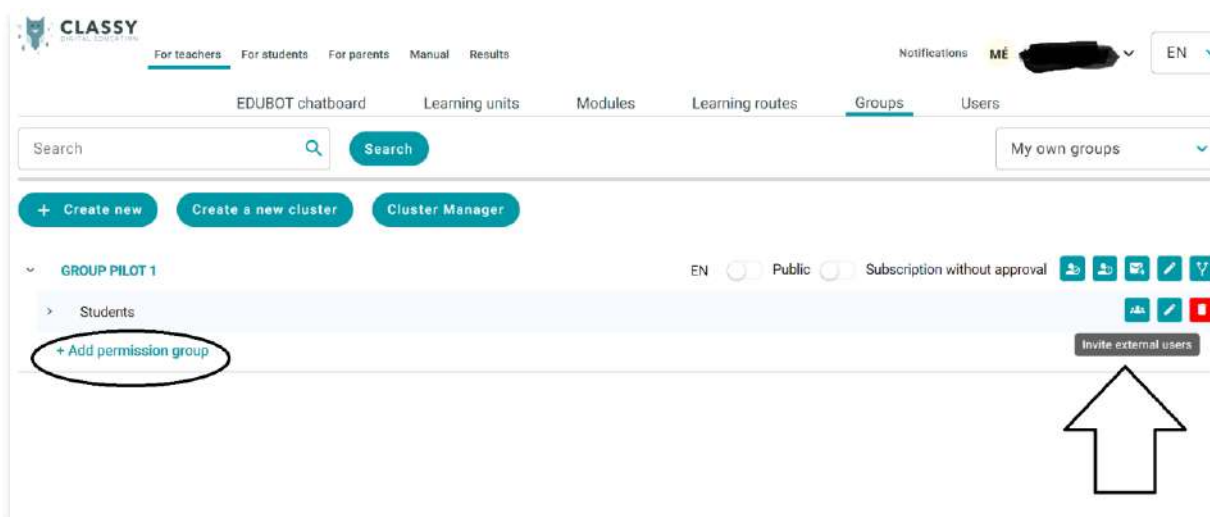 CLASSY
DIGITAL EDUCATION
For teachers For students For parents Manual Results
Notifications MÉ
EN
EDUBOT chatboard Learning units Modules Learning routes Groups Users
Search Search My own groups
+ Create new Create a new cluster Cluster Manager
GROUP PILOT 1 EN Public Subscription without approval
Students
+ Add permission group Invite external users